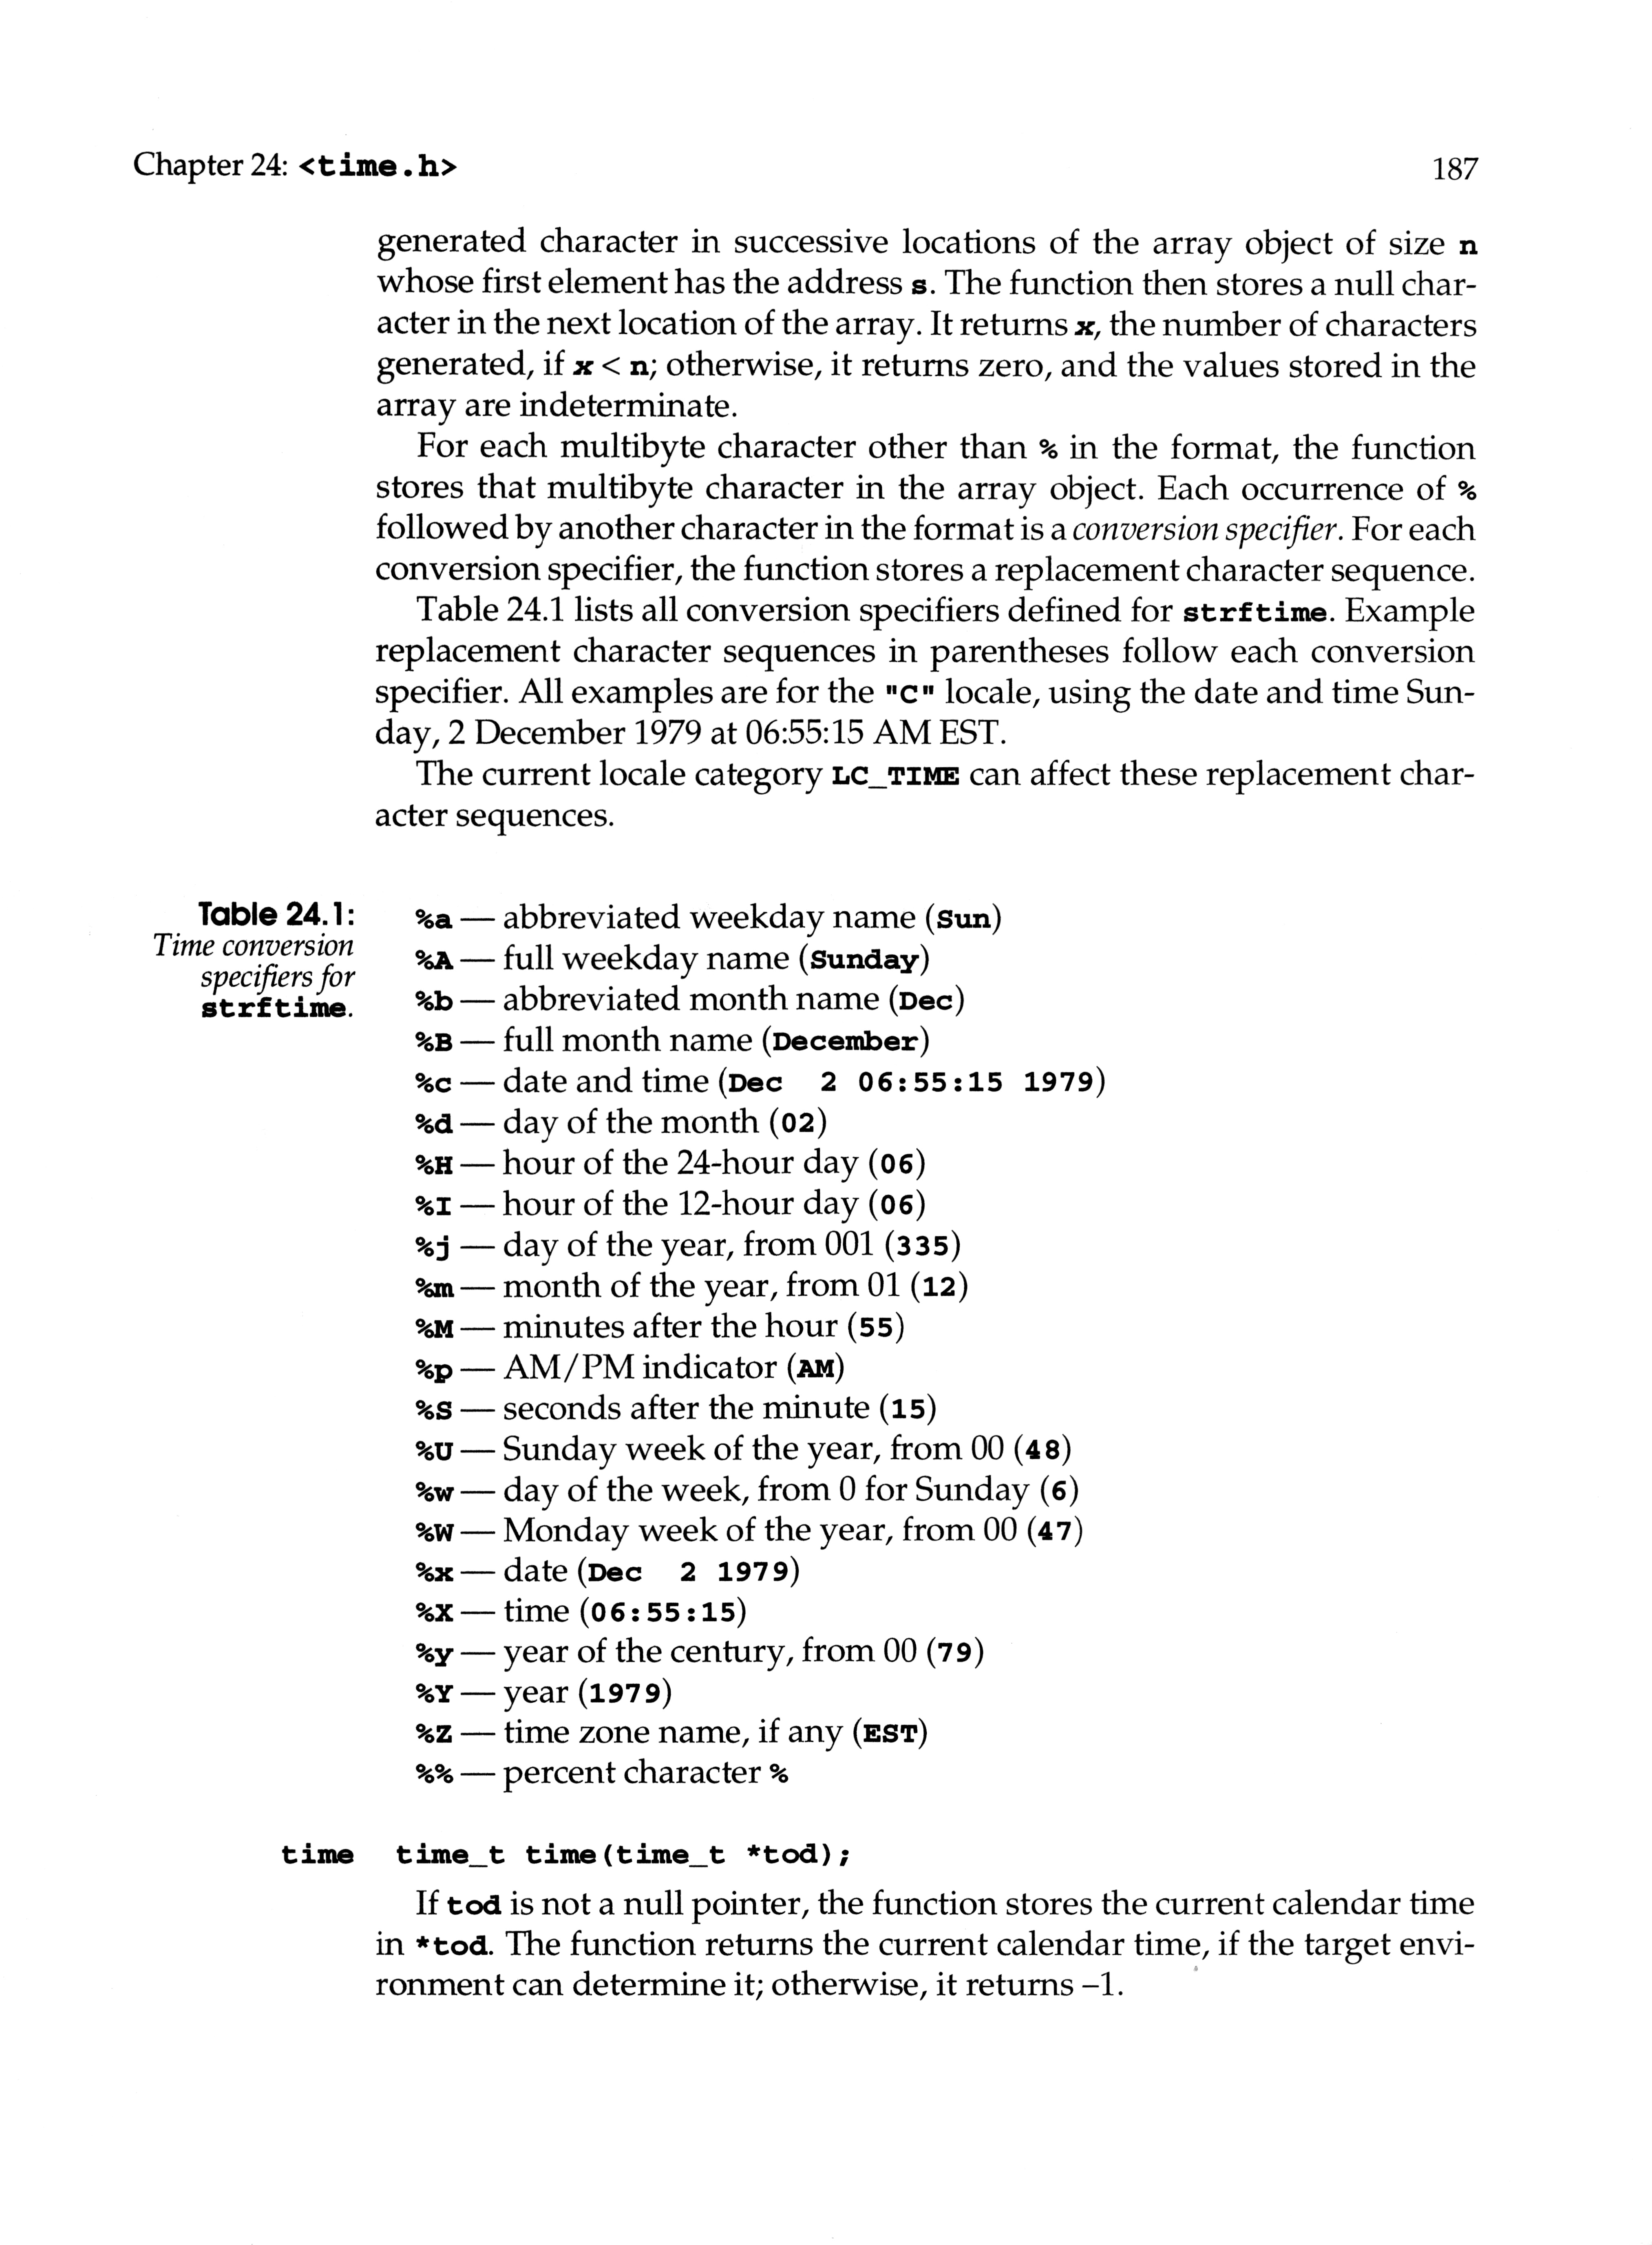 Chapter 24: <time.h> 187
generated character in successive locations of the array object of size n
whose first element has the address s. The function then stores a null char-
acter in the next location of the array. It returns x, the number of characters
generated, if x < n; otherwise, it returns zero, and the values stored in the
array are indeterminate.
For each multibyte character other than % in the format, the function
stores that multibyte character in the array object. Each occurrence of %
followed by another character in the format is a conversion specifier. For each
conversion specifier, the function stores a replacement character sequence.
Table 24.1 lists all conversion specifiers defined for strftime. Example
replacement character sequences in parentheses follow each conversion
specifier. All examples are for the "C" locale, using the date and time Sun-
day, 2 December 1979 at 06:55:15 AM EST.
The current locale category LC_TIME can affect these replacement char-
acter sequences.
Table 24.1:
Time conversion
specifiers for
strftime.
%a — abbreviated weekday name (Sun)
%A — full weekday name (Sunday)
%b — abbreviated month name (Dec)
%B — full month name (December)
%c — date and time (Dec  2 06:55:15 1979)
%d — day of the month (02)
%H — hour of the 24-hour day (06)
%I — hour of the 12-hour day (06)
%j — day of the year, from 001 (335)
%m — month of the year, from 01 (12)
%M — minutes after the hour (55)
%p — AM/PM indicator (AM)
%S — seconds after the minute (15)
%U — Sunday week of the year, from 00 (48)
%w — day of the week, from 0 for Sunday (6)
%W — Monday week of the year, from 00 (47)
%x — date (Dec  2 1979)
%X — time (06:55:15)
%y — year of the century, from 00 (79)
%Y — year (1979)
%Z — time zone name, if any (EST)
%% — percent character %
time time_t time(time_t *tod);
If tod is not a null pointer, the function stores the current calendar time
in *tod. The function returns the current calendar time, if the target envi-
ronment can determine it; otherwise, it returns –1.